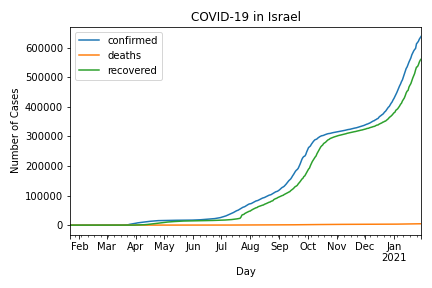 COVID-19 in Israel
confirmed
deaths
recovered
Number of Cases
600000
500000
400000
300000
200000
100000
0
Feb Mar Apr May Jun Jul Aug Sep Oct Nov Dec Jan
2021
Day